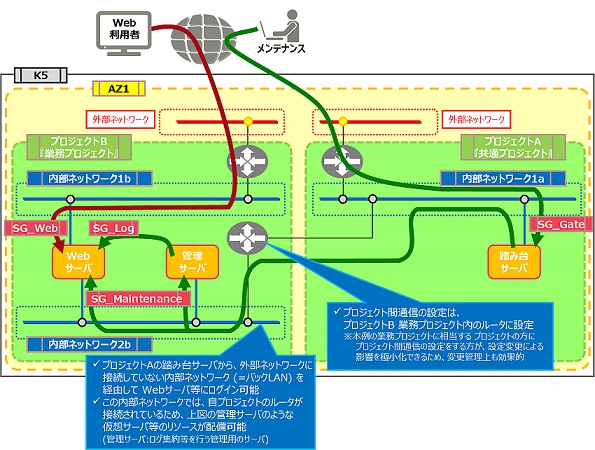 Web
利用者
メンテナンス
K5
AZ1
外部ネットワーク
外部ネットワーク
プロジェクトB
『業務プロジェクト』
プロジェクトA
『共通プロジェクト』
内部ネットワーク1b
内部ネットワーク1a
SG_Web
SG_Log
SG_Gate
Web
サーバ
管理
サーバ
踏み台
サーバ
SG_Maintenance
内部ネットワーク2b
✓ プロジェクト間通信の設定は、
プロジェクトB 業務プロジェクト内のルータに設定
※本例の業務プロジェクトに相当するプロジェクトの方に
プロジェクト間通信の設定をする方が、設定変更による
影響を極小化できるため、変更管理上も効果的
✓ プロジェクトAの踏み台サーバから、外部ネットワークに
接続していない内部ネットワーク (=バックLAN) を
経由して Webサーバ等にログイン可能
✓ この内部ネットワークでは、自プロジェクトのルータが
接続されているため、上図の管理サーバのような
仮想サーバ等のリソースが配備可能
(管理サーバ:ログ集約等を行う管理用のサーバ)